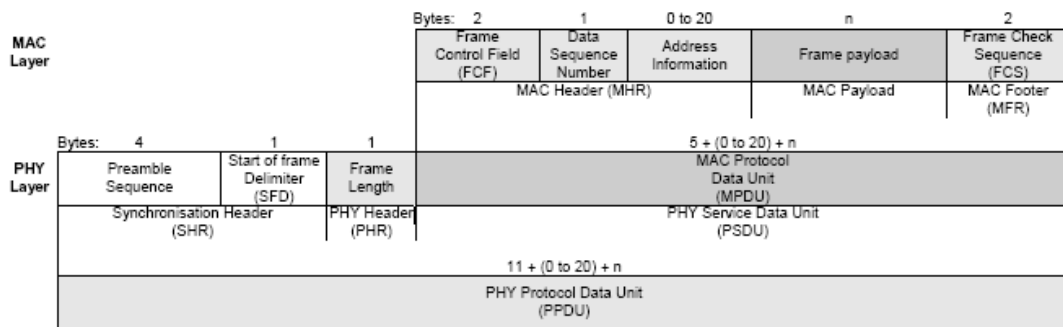 Bytes: 2 1 0 to 20 n 2
MAC Layer
Frame Control Field (FCF)
Data Sequence Number
Address Information
Frame payload
Frame Check Sequence (FCS)
MAC Header (MHR)
MAC Payload
MAC Footer (MFR)
Bytes: 4 1 1 5 + (0 to 20) + n
PHY Layer
Preamble Sequence
Start of frame Delimiter (SFD)
Frame Length
MAC Protocol Data Unit (MPDU)
Synchronisation Header (SHR)
PHY Header (PHR)
PHY Service Data Unit (PSDU)
11 + (0 to 20) + n
PHY Protocol Data Unit (PPDU)